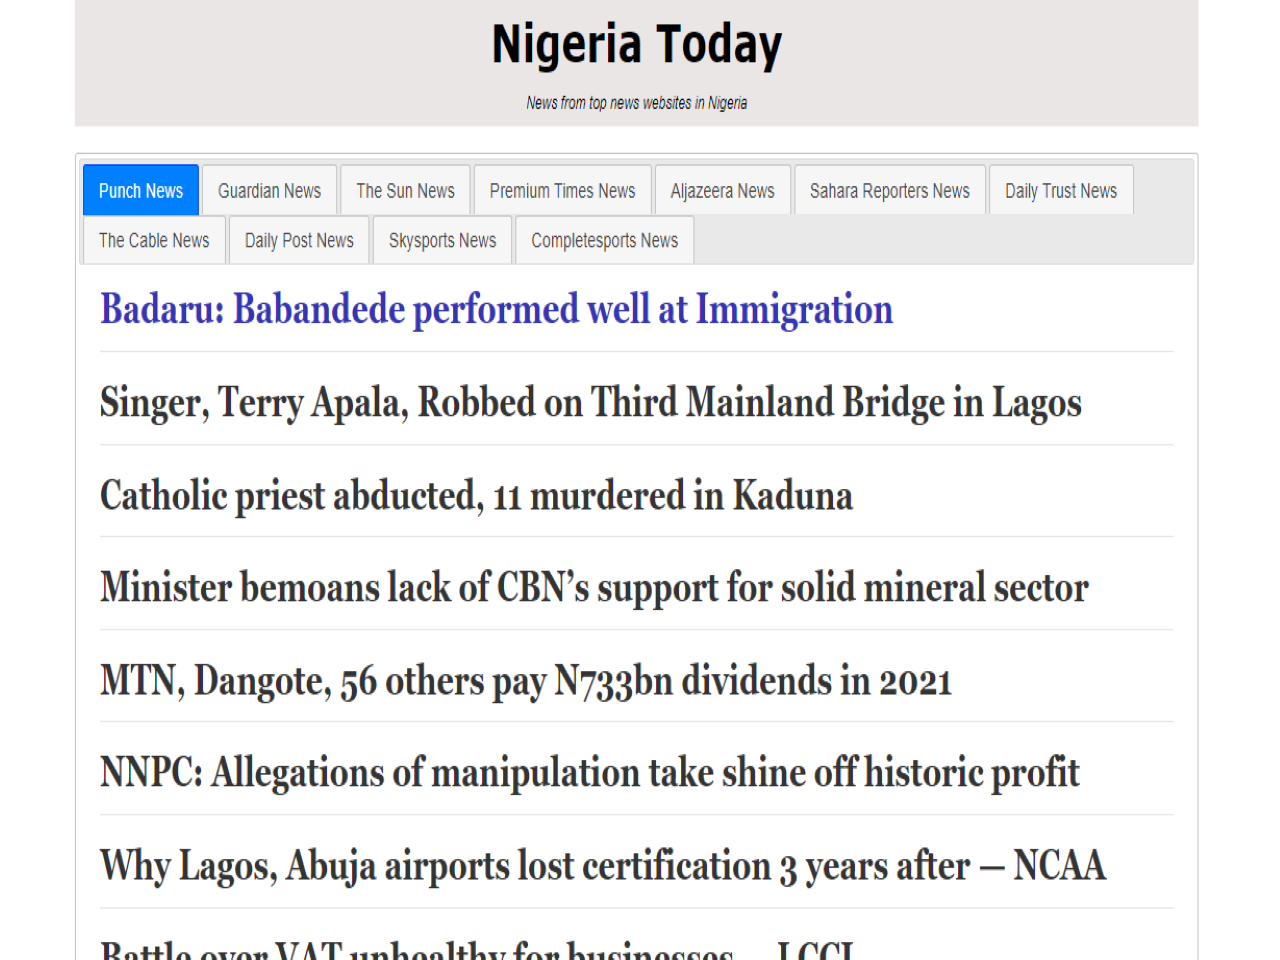 Nigeria Today
News from top news websites in Nigeria
Punch News Guardian News The Sun News Premium Times News Aljazeera News Sahara Reporters News Daily Trust News
The Cable News Daily Post News Skysports News Completesports News
Badaru: Babandede performed well at Immigration
Singer, Terry Apala, Robbed on Third Mainland Bridge in Lagos
Catholic priest abducted, 11 murdered in Kaduna
Minister bemoans lack of CBN’s support for solid mineral sector
MTN, Dangote, 56 others pay N733bn dividends in 2021
NNPC: Allegations of manipulation take shine off historic profit
Why Lagos, Abuja airports lost certification 3 years after — NCAA
Battle over VAT unhealthy for businesses — LCCI